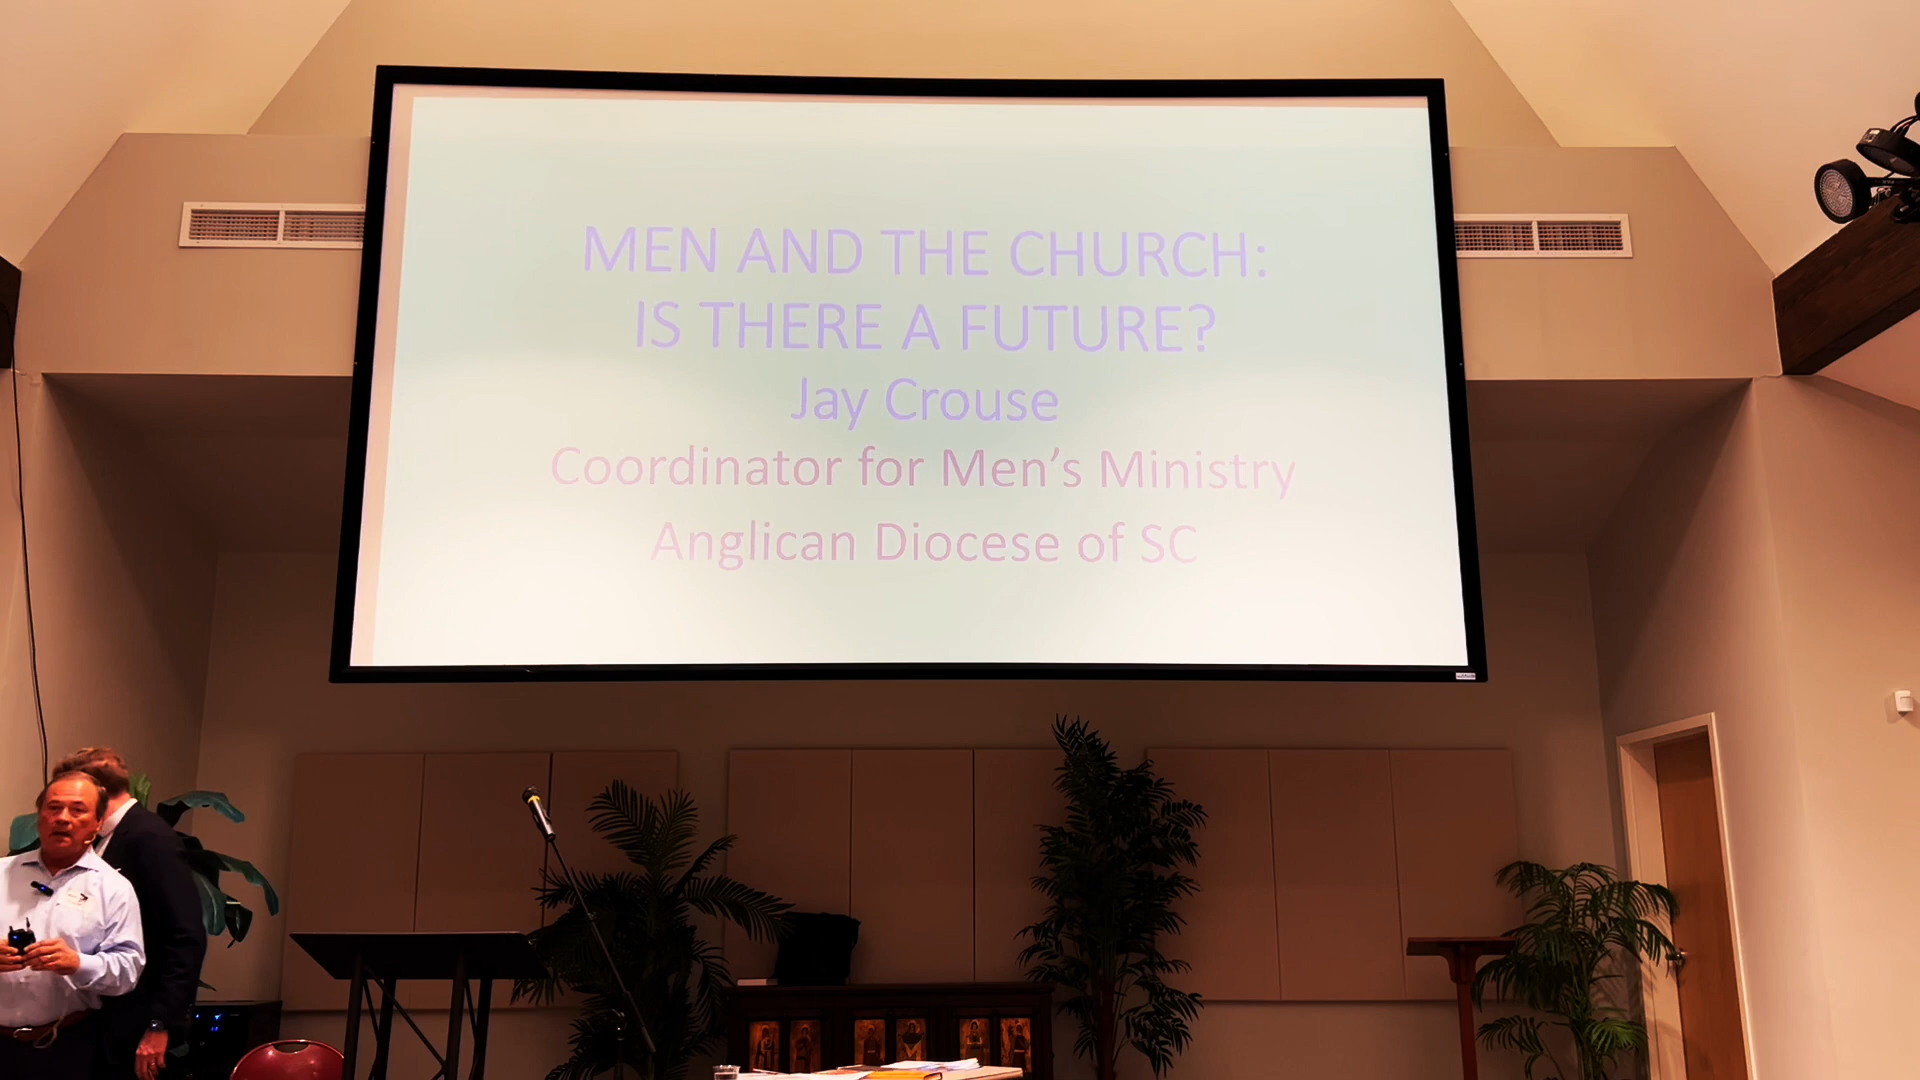 MEN AND THE CHURCH:
IS THERE A FUTURE?
Jay Crouse
Coordinator for Men's Ministry
Anglican Diocese of SC